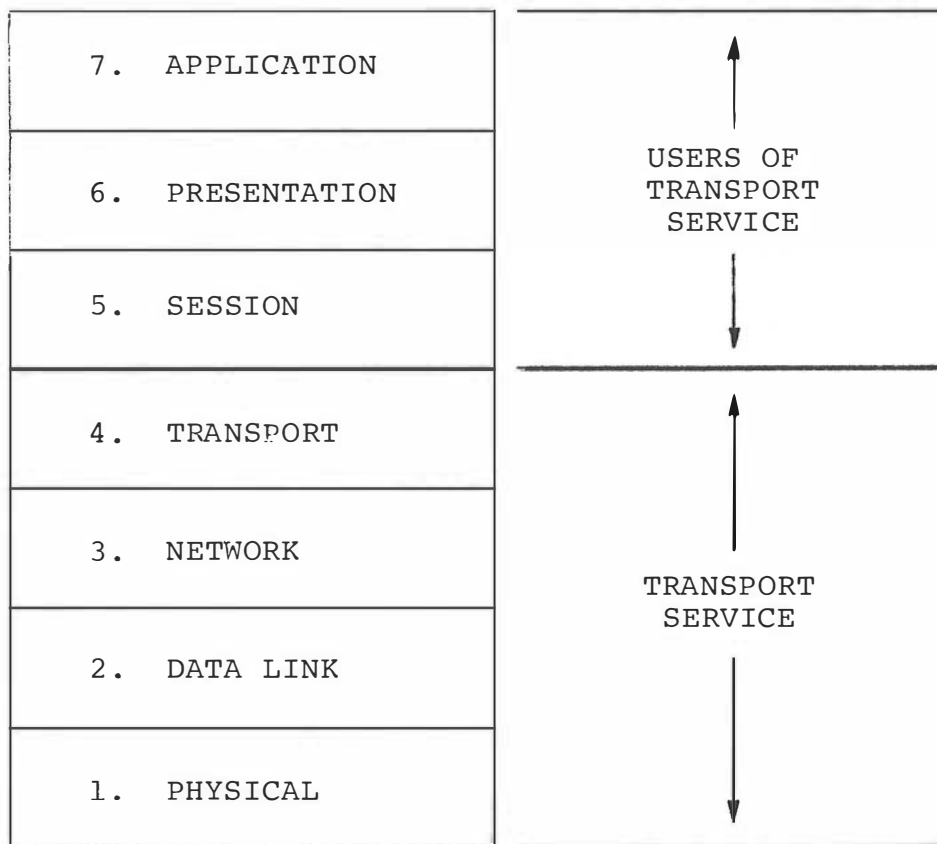 7. APPLICATION
6. PRESENTATION
5. SESSION
4. TRANSPORT
3. NETWORK
2. DATA LINK
1. PHYSICAL
USERS OF
TRANSPORT
SERVICE
TRANSPORT
SERVICE